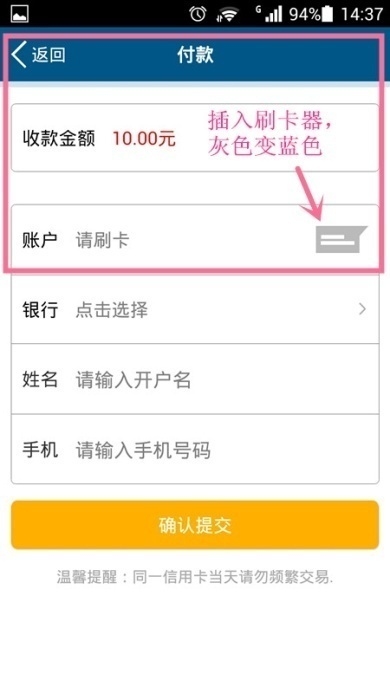 G 94% 14:37
返回 付款
收款金额 10.00元
插入刷卡器，
灰色变蓝色
账户 请刷卡
银行 点击选择
姓名 请输入开户名
手机 请输入手机号码
确认提交
温馨提醒：同一信用卡当天请勿频繁交易.